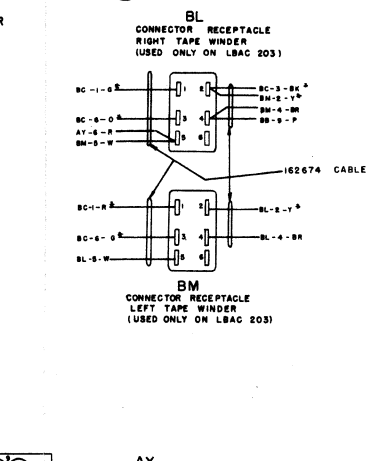 R
BL
CONNECTOR RECEPTACLE
RIGHT TAPE WINDER
(USED ONLY ON LBAC 203)
BC-1-G* 1 2 BC-3-BK*
BM-2-Y*
BM-4-BR
BC-6-O* 3 4 BB-9-P
AY-6-R 5 6
BM-5-W
162674 CABLE
BC-1-R* 1 2 BL-2-Y*
BC-6-G* 3 4 BL-4-BR
BL-5-W 5 6
BM
CONNECTOR RECEPTACLE
LEFT TAPE WINDER
(USED ONLY ON LBAC 203)
AY